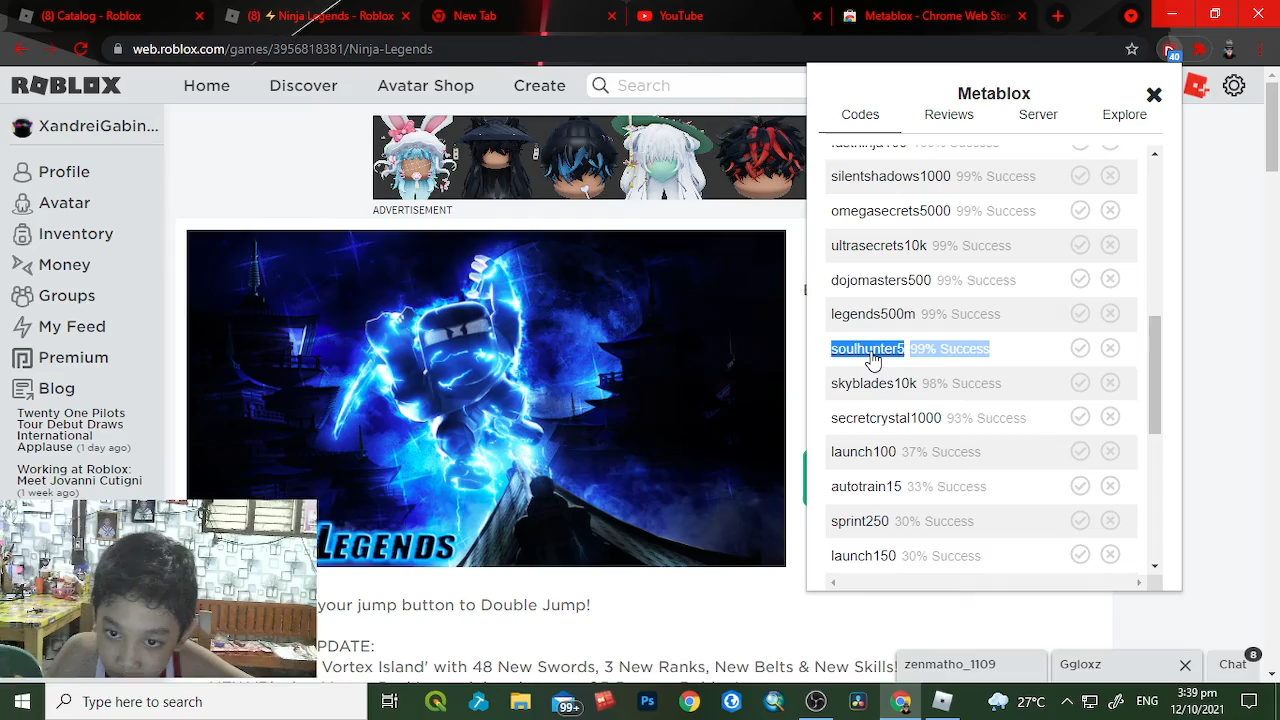 (8) Catalog - Roblox
(8) ⚡ Ninja Legends - Roblox
New Tab
YouTube
Metablox - Chrome Web Sto
web.roblox.com/games/3956818381/Ninja-Legends
40
ROBLOX
Home
Discover
Avatar Shop
Create
Search
XandreiGabin...
Profile
Avatar
Inventory
Money
Groups
My Feed
Premium
Blog
Twenty One Pilots
Tour Debut Draws
International
Applause (1 day ago)
Working at Roblox:
Meet Jovanni Cutigni
(1 week ago)
ADVERTISEMENT
LEGENDS
your jump button to Double Jump!
PDATE:
Vortex Island' with 48 New Swords, 3 New Ranks, New Belts & New Skills!
Metablox
Codes
Reviews
Server
Explore
silentshadows1000 99% Success
omegasecrets5000 99% Success
ultrasecrets10k 99% Success
dojomasters500 99% Success
legends500m 99% Success
soulhunter5 99% Success
skyblades10k 98% Success
secretcrystal1000 93% Success
launch100 37% Success
autotrain15 33% Success
sprint250 30% Success
launch150 30% Success
zenmatho_1109
Ggloxz
Chat
8
Type here to search
99+
Ps
27°C
ENG
3:39 pm
10/10/2021